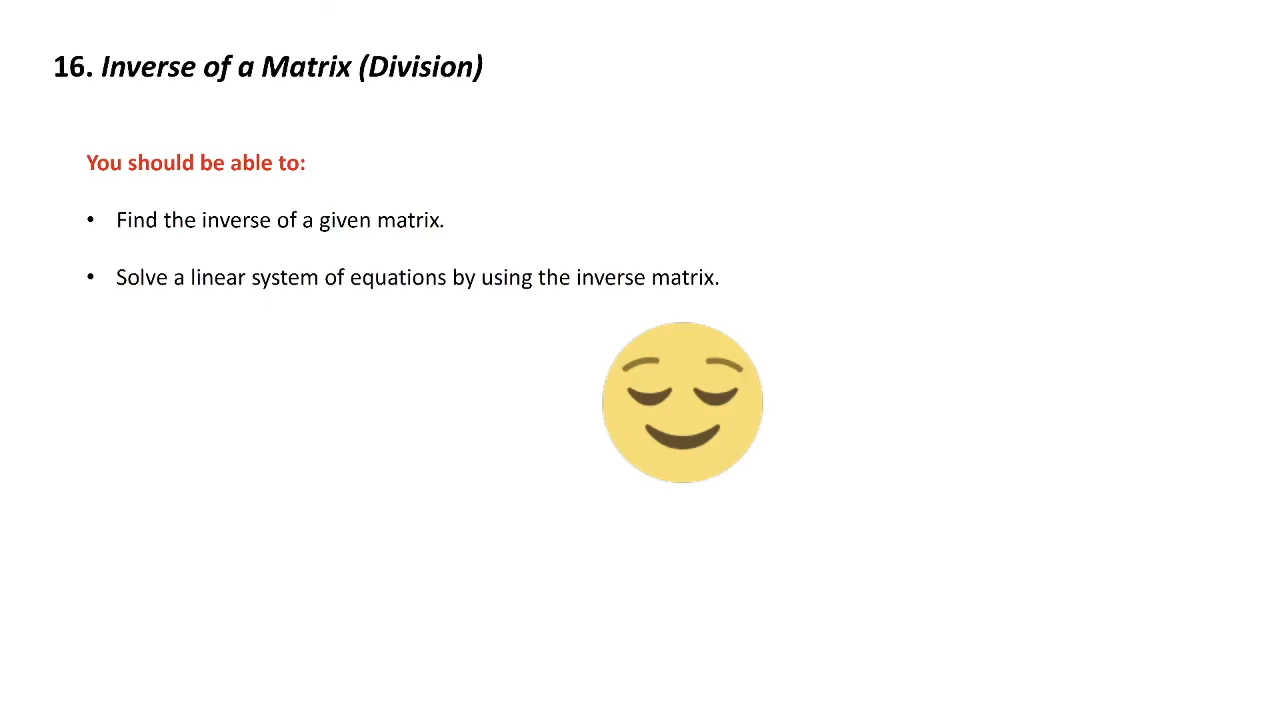 16. Inverse of a Matrix (Division)
You should be able to:
• Find the inverse of a given matrix.
• Solve a linear system of equations by using the inverse matrix.